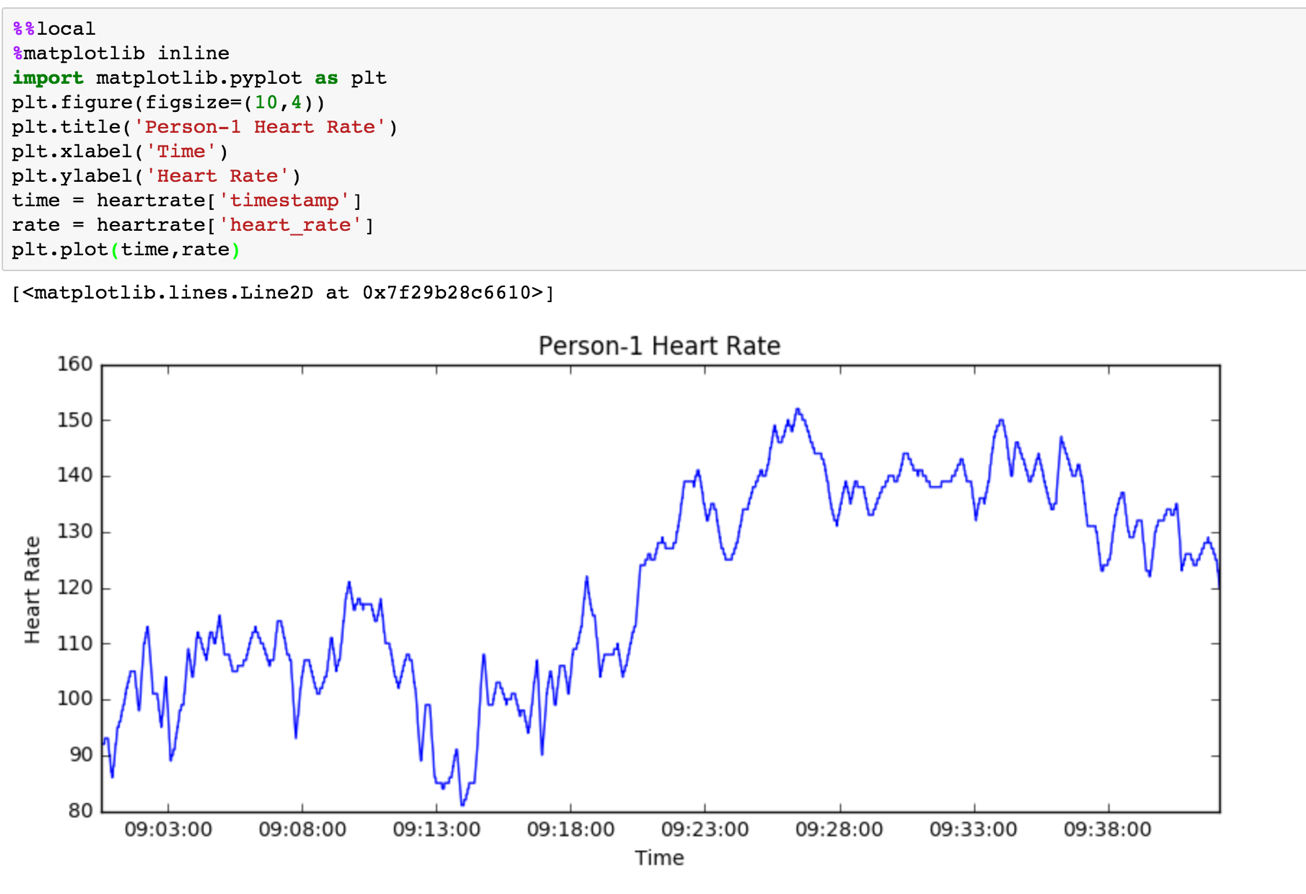 %%local
%matplotlib inline
import matplotlib.pyplot as plt
plt.figure(figsize=(10,4))
plt.title('Person-1 Heart Rate')
plt.xlabel('Time')
plt.ylabel('Heart Rate')
time = heartrate['timestamp']
rate = heartrate['heart_rate']
plt.plot(time,rate)
[<matplotlib.lines.Line2D at 0x7f29b28c6610>]
Person-1 Heart Rate
160
150
140
130
120
110
100
90
80
Heart Rate
09:03:00 09:08:00 09:13:00 09:18:00 09:23:00 09:28:00 09:33:00 09:38:00
Time